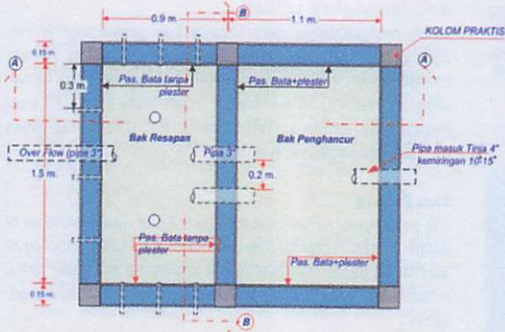 0.9 m.
B
1.1 m.
KOLOM PRAKTIS
0.15 m.
A
A
Pas. Bata tanpa
plester
Pas. Bata+plester
0.3 m.
Bak Resapan
Bak Penghancur
Over Flow (pipa 3"
Pipa 3"
Pipa masuk Tinja 4"
kemiringan
0.2 m.
1.5 m.
Pas. Bata tanpa
plester
Pas. Bata+plester
0.15 m.
B